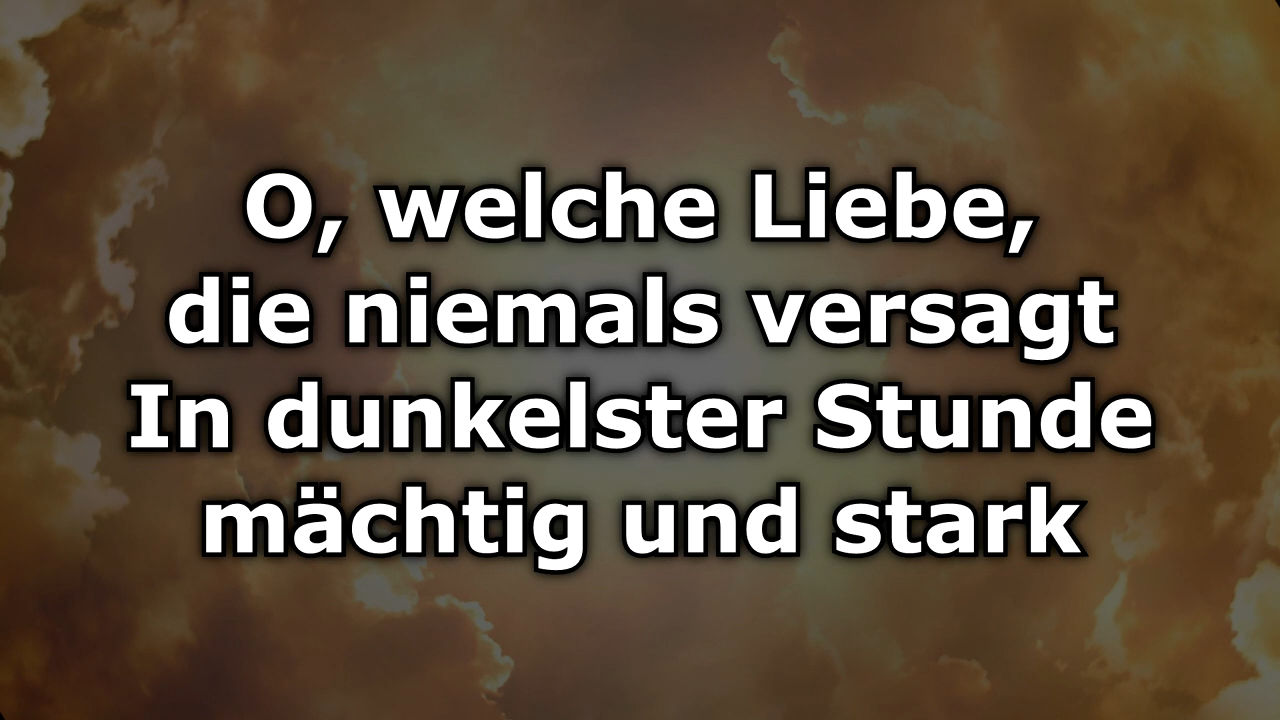 O, welche Liebe,
die niemals versagt
In dunkelster Stunde
mächtig und stark